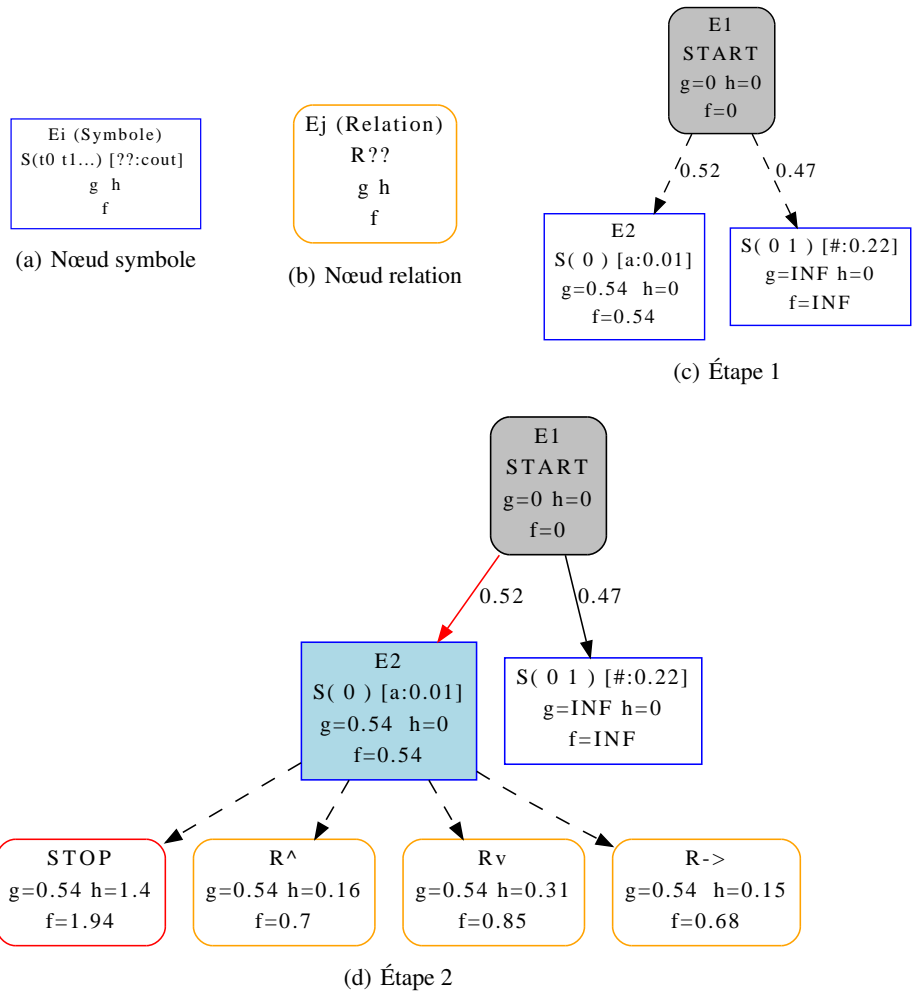 Ei (Symbole)
S(t0 t1...) [??:cout]
g h
f
(a) Nœud symbole
Ej (Relation)
R??
g h
f
(b) Nœud relation
E1
START
g=0 h=0
f=0
0.52
0.47
E2
S( 0 ) [a:0.01]
g=0.54 h=0
f=0.54
S( 0 1 ) [#:0.22]
g=INF h=0
f=INF
(c) Étape 1
E1
START
g=0 h=0
f=0
0.52
0.47
E2
S( 0 ) [a:0.01]
g=0.54 h=0
f=0.54
S( 0 1 ) [#:0.22]
g=INF h=0
f=INF
STOP
g=0.54 h=1.4
f=1.94
R^
g=0.54 h=0.16
f=0.7
Rv
g=0.54 h=0.31
f=0.85
R->
g=0.54 h=0.15
f=0.68
(d) Étape 2